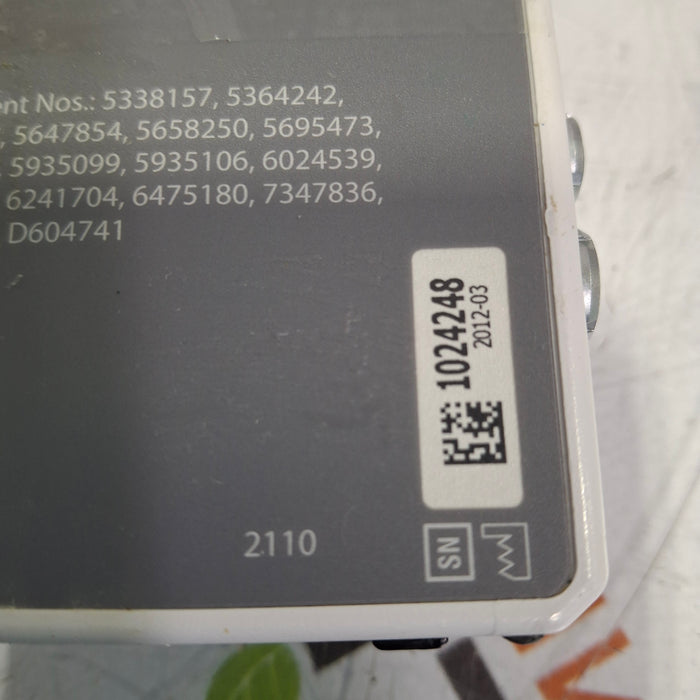 ent Nos.: 5338157, 5364242,
, 5647854, 5658250, 5695473,
, 5935099, 5935106, 6024539,
6241704, 6475180, 7347836,
D604741
1024248
2012-03
2110
SN